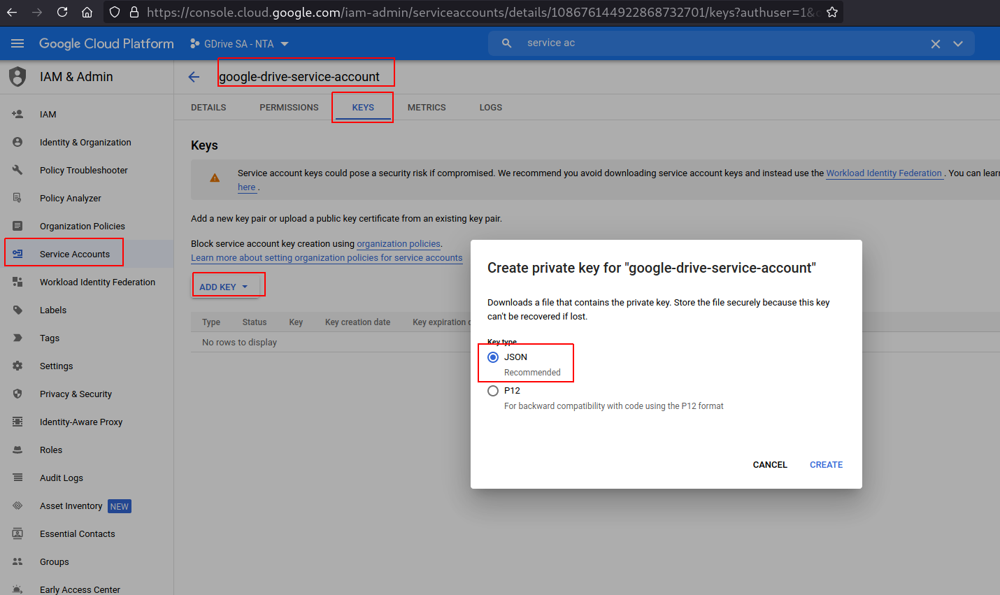 https://console.cloud.google.com/iam-admin/serviceaccounts/details/108676144922868732701/keys?authuser=1&
Google Cloud Platform
GDrive SA - NTA
service ac
IAM & Admin
google-drive-service-account
DETAILS
PERMISSIONS
KEYS
METRICS
LOGS
IAM
Identity & Organization
Policy Troubleshooter
Policy Analyzer
Organization Policies
Service Accounts
Workload Identity Federation
Labels
Tags
Settings
Privacy & Security
Identity-Aware Proxy
Roles
Audit Logs
Asset Inventory NEW
Essential Contacts
Groups
Early Access Center
Keys
Service account keys could pose a security risk if compromised. We recommend you avoid downloading service account keys and instead use the Workload Identity Federation . You can learn
here .
Add a new key pair or upload a public key certificate from an existing key pair.
Block service account key creation using organization policies.
Learn more about setting organization policies for service accounts
ADD KEY
Type
Status
Key
Key creation date
Key expiration
No rows to display
Create private key for "google-drive-service-account"
Downloads a file that contains the private key. Store the file securely because this key
can't be recovered if lost.
Key type
JSON
Recommended
P12
For backward compatibility with code using the P12 format
CANCEL
CREATE